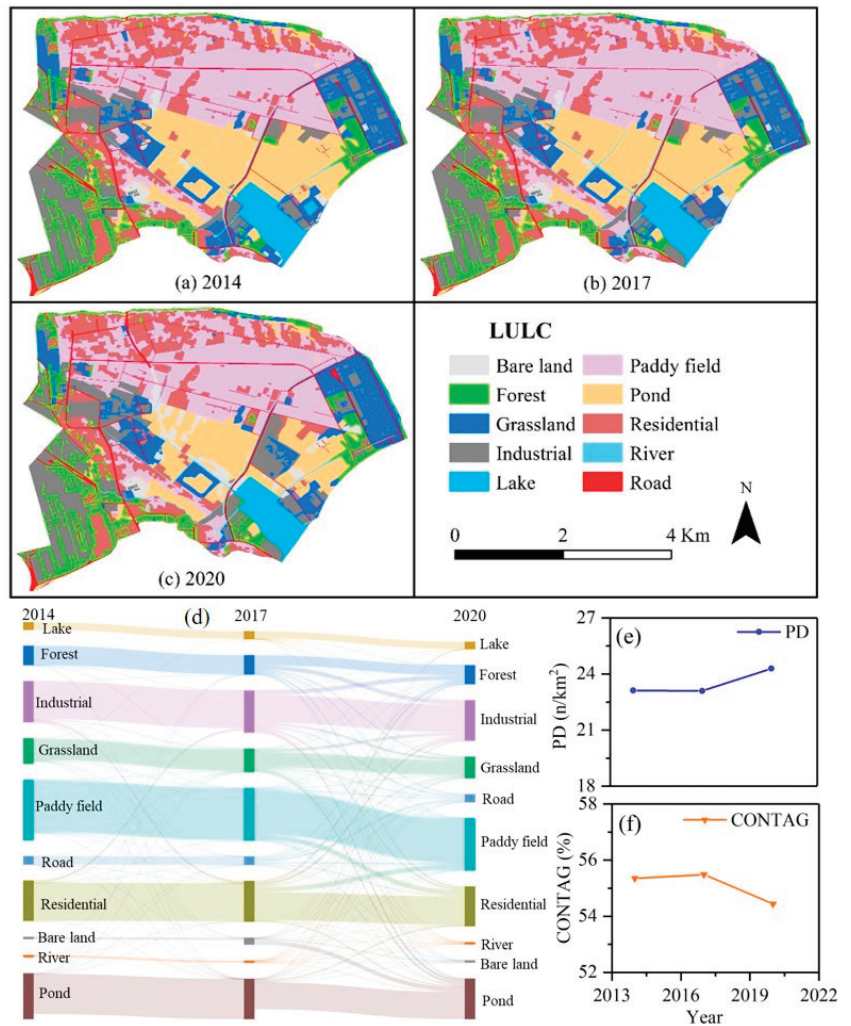 (a) 2014
(b) 2017
(c) 2020
LULC
Bare land
Paddy field
Forest
Pond
Grassland
Residential
Industrial
River
Lake
Road
N
0
2
4 Km
2014
(d)
2017
2020
Lake
Forest
Industrial
Grassland
Paddy field
Road
Residential
Bare land
River
Pond
Lake
Forest
Industrial
Grassland
Road
Paddy field
Residential
River
Bare land
Pond
27
(e)
PD
24
21
18
PD (n/km²)
58
(f)
CONTAG
56
54
52
CONTAG (%)
2013
2016
2019
2022
Year